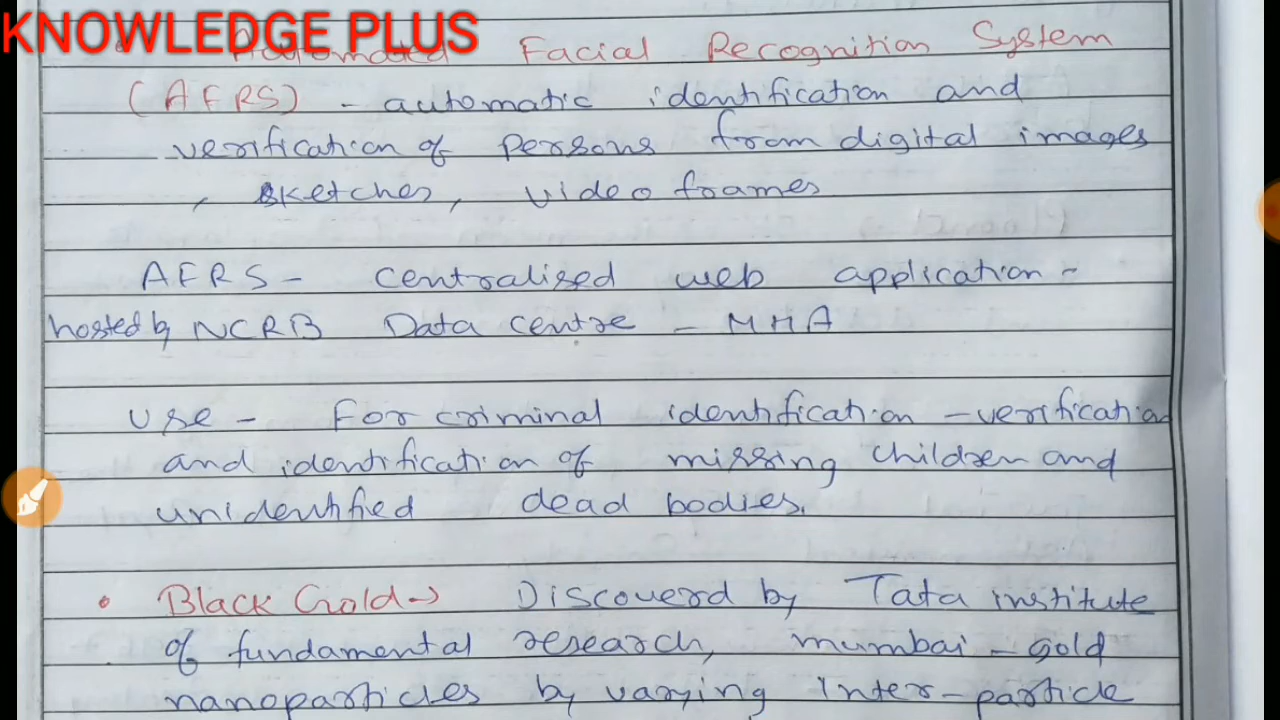 KNOWLEDGE PLUS
Automated Facial Recognition System
(AFRS) - automatic identification and
verification of persons from digital images
, sketches, video frames
AFRS - centralised web application -
hosted by NCRB Data centre - MHA
Use - For criminal identification - verification
and identification of missing children and
unidentified dead bodies.
• Black Gold → Discoverd by Tata institute
of fundamental research, mumbai - gold
nanoparticles by varying Inter-particle